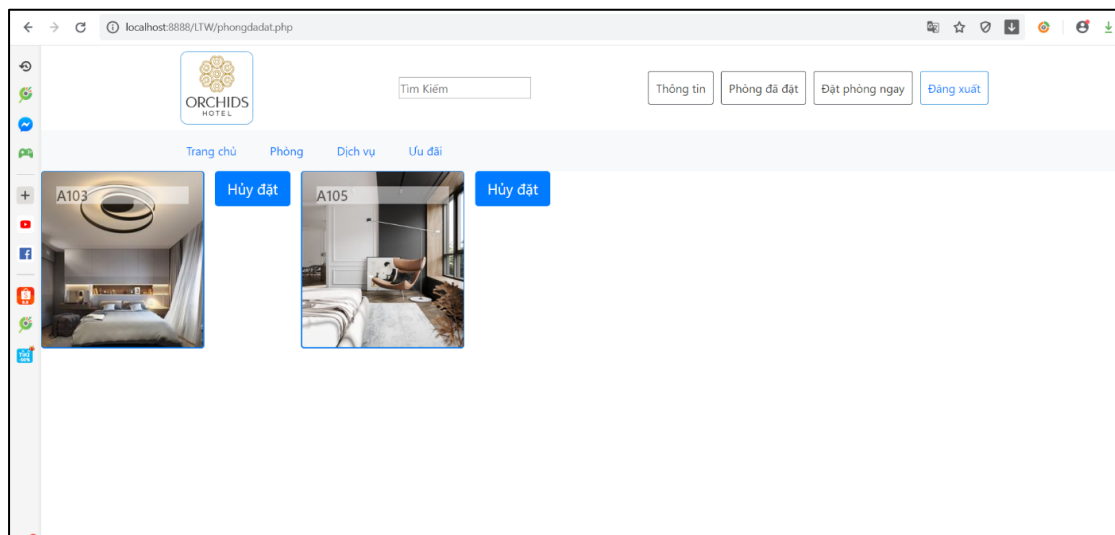 localhost:8888/LTW/phongdadat.php
ORCHIDS
HOTEL
Tìm Kiếm
Thông tin
Phòng đã đặt
Đặt phòng ngay
Đăng xuất
Trang chủ
Phòng
Dịch vụ
Ưu đãi
A103
Hủy đặt
A105
Hủy đặt